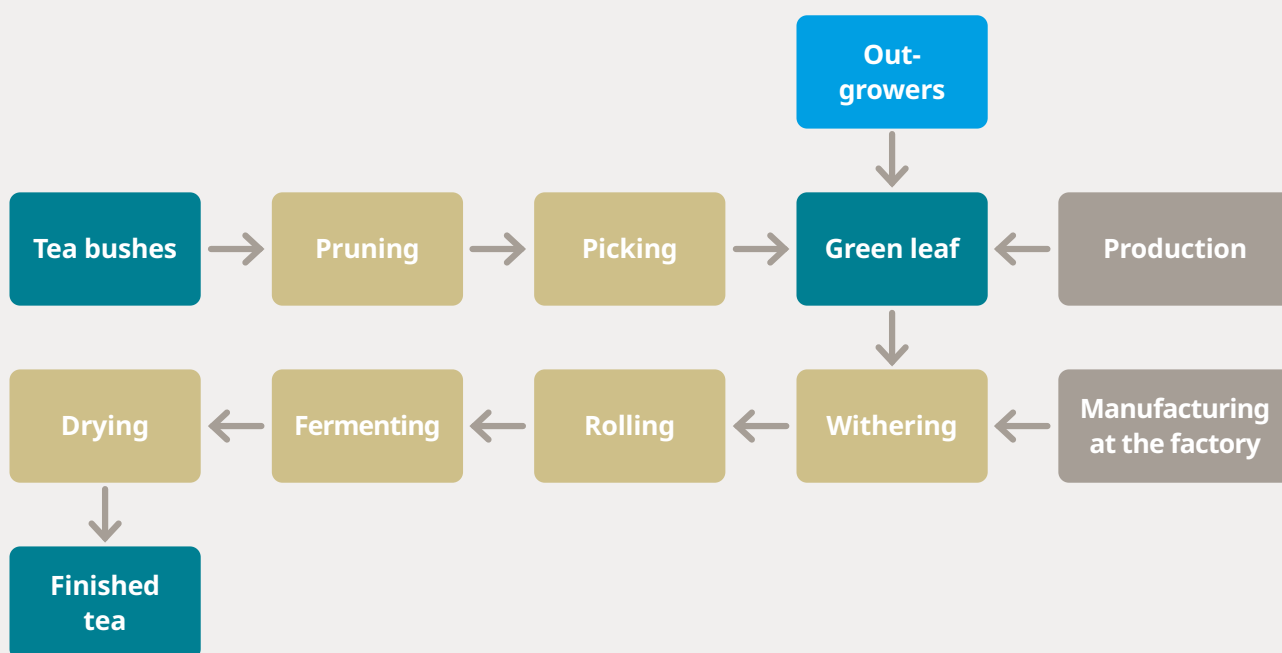 Out-
growers
Tea bushes
Pruning
Picking
Green leaf
Production
Drying
Fermenting
Rolling
Withering
Manufacturing
at the factory
Finished
tea